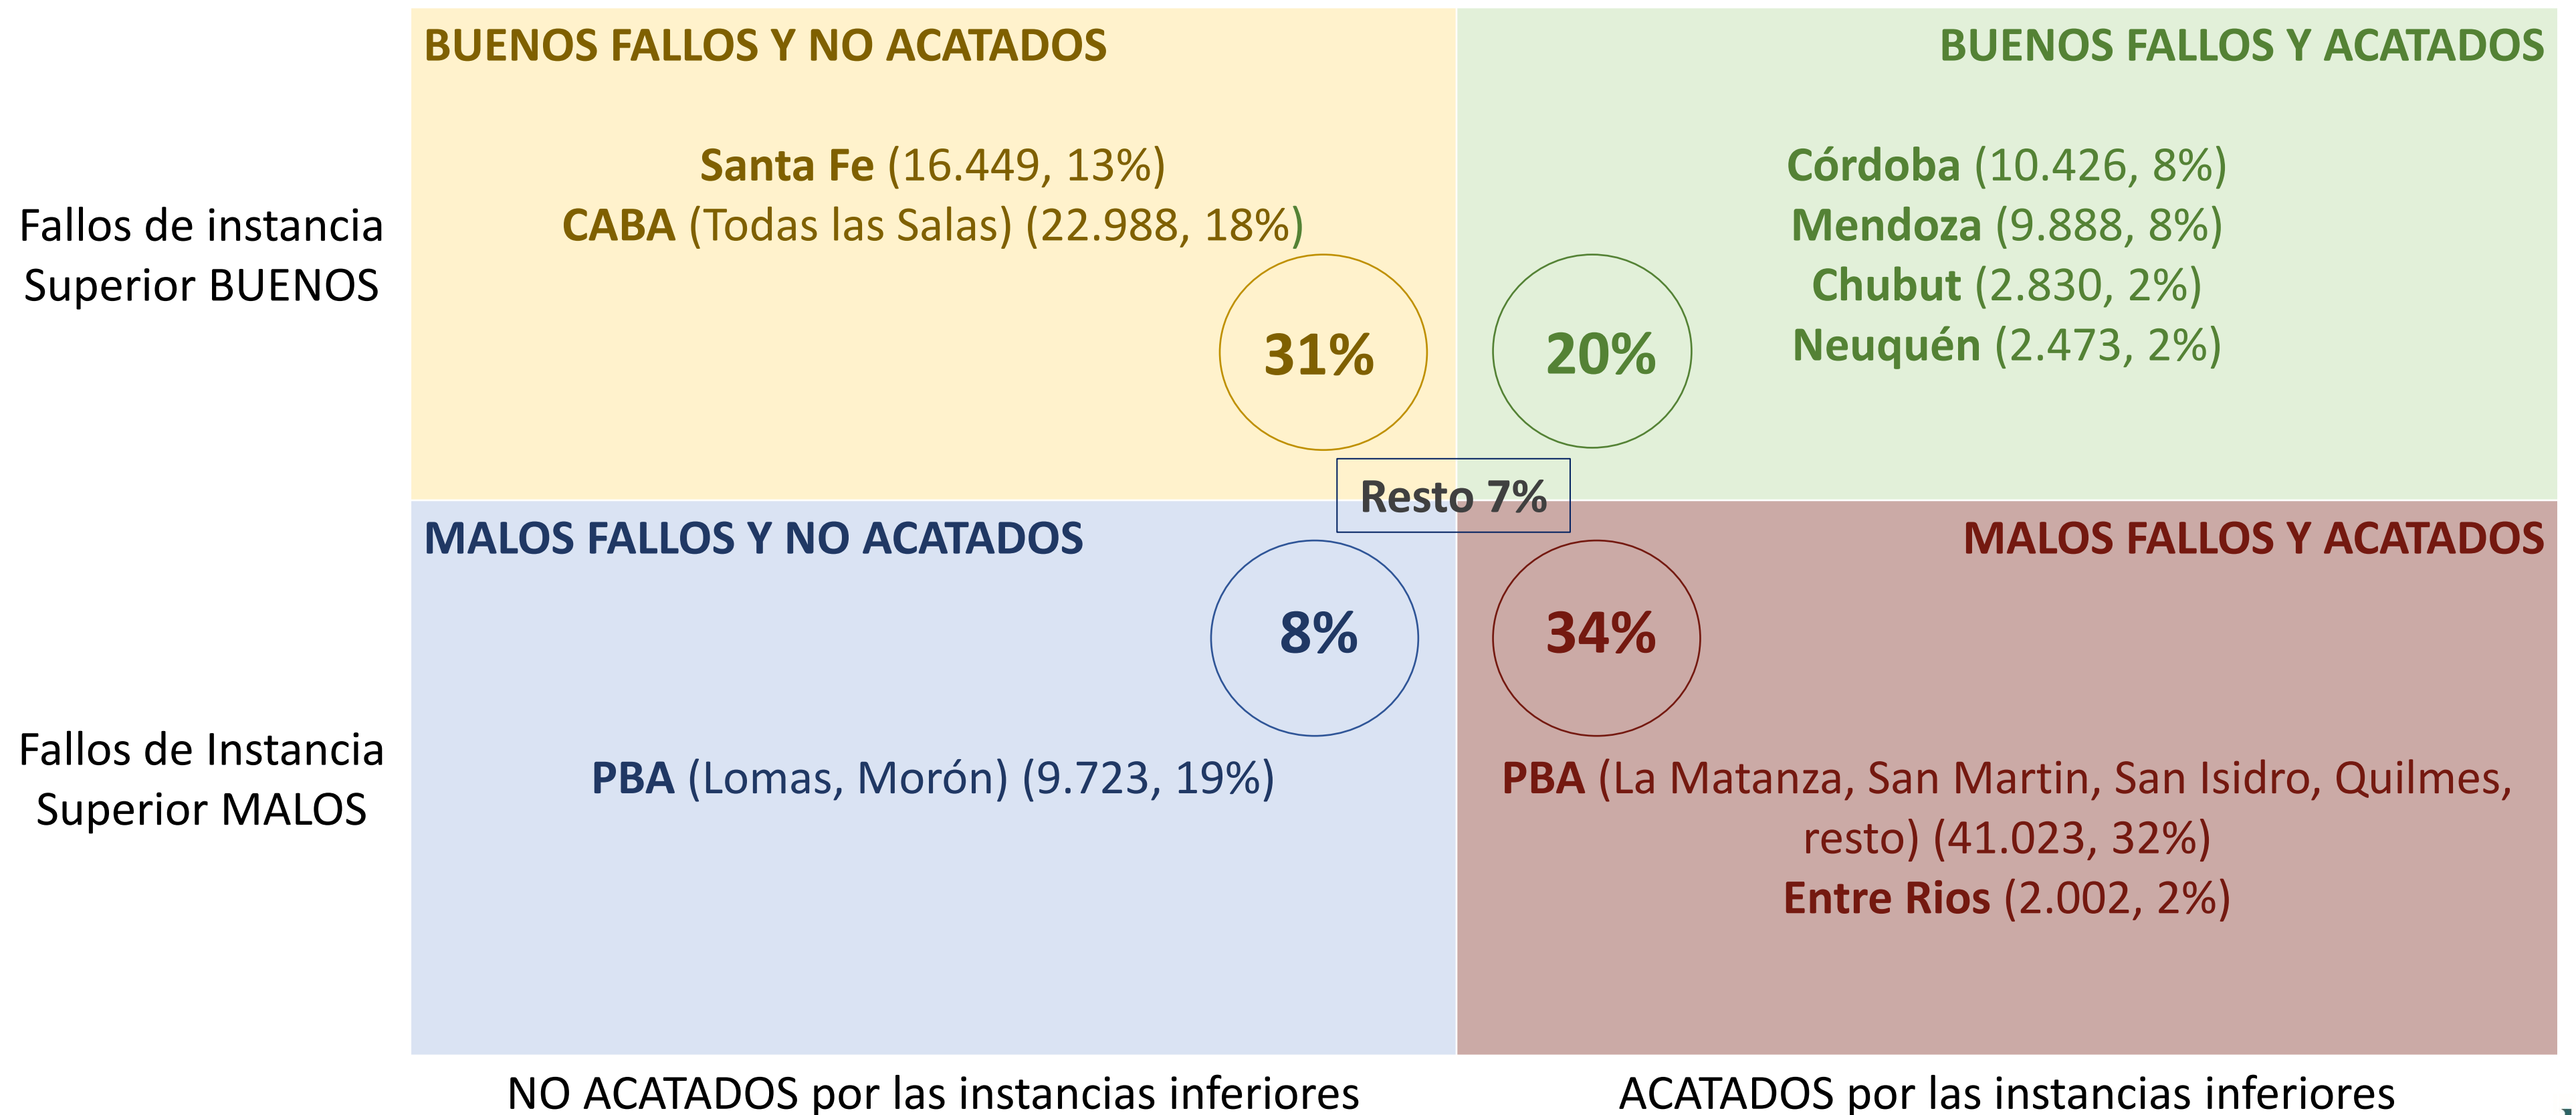 BUENOS FALLOS Y NO ACATADOS
BUENOS FALLOS Y ACATADOS
Fallos de instancia
Superior BUENOS
Santa Fe (16.449, 13%)
CABA (Todas las Salas) (22.988, 18%)
31%
Córdoba (10.426, 8%)
Mendoza (9.888, 8%)
Chubut (2.830, 2%)
Neuquén (2.473, 2%)
20%
Resto 7%
MALOS FALLOS Y NO ACATADOS
MALOS FALLOS Y ACATADOS
8%
34%
Fallos de Instancia
Superior MALOS
PBA (Lomas, Morón) (9.723, 19%)
PBA (La Matanza, San Martin, San Isidro, Quilmes,
resto) (41.023, 32%)
Entre Rios (2.002, 2%)
NO ACATADOS por las instancias inferiores
ACATADOS por las instancias inferiores